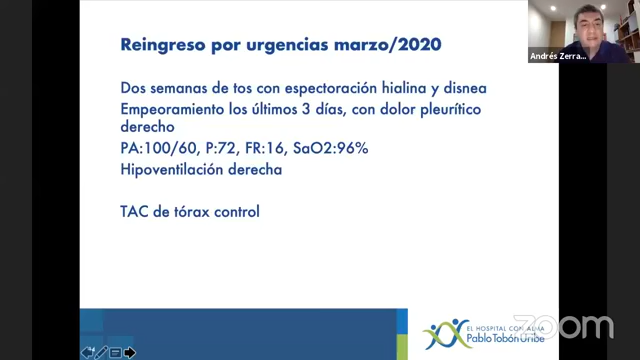 Reingreso por urgencias marzo/2020
Andrés Zerra...
Dos semanas de tos con espectoración hialina y disnea
Empeoramiento los últimos 3 días, con dolor pleurítico
derecho
PA:100/60, P:72, FR:16, SaO2:96%
Hipoventilación derecha
TAC de tórax control
EL HOSPITAL CON ALMA
Pablo Tobón Uribe
zoom